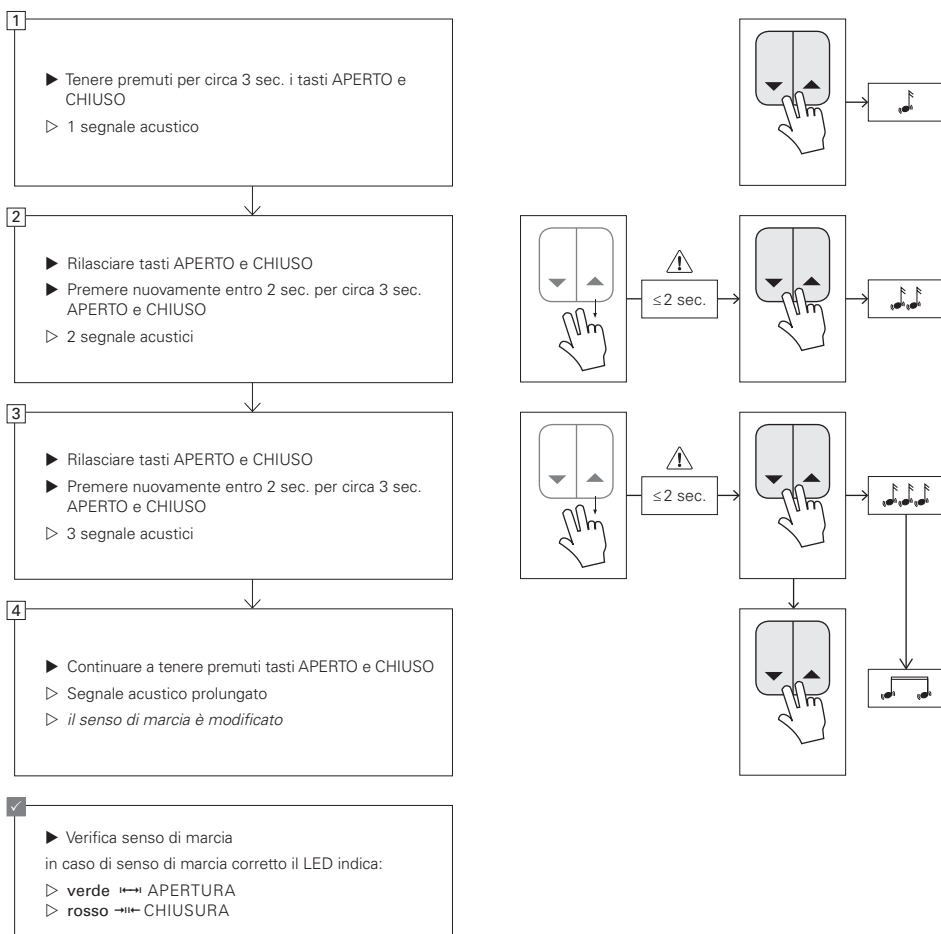 1
▶ Tenere premuti per circa 3 sec. i tasti APERTO e
CHIUSO
▷ 1 segnale acustico
2
▶ Rilasciare tasti APERTO e CHIUSO
▶ Premere nuovamente entro 2 sec. per circa 3 sec.
APERTO e CHIUSO
▷ 2 segnale acustici
≤2 sec.
3
▶ Rilasciare tasti APERTO e CHIUSO
▶ Premere nuovamente entro 2 sec. per circa 3 sec.
APERTO e CHIUSO
▷ 3 segnale acustici
≤2 sec.
4
▶ Continuare a tenere premuti tasti APERTO e CHIUSO
▷ Segnale acustico prolungato
▷ il senso di marcia è modificato
▶ Verifica senso di marcia
in caso di senso di marcia corretto il LED indica:
▷ verde APERTURA
▷ rosso CHIUSURA